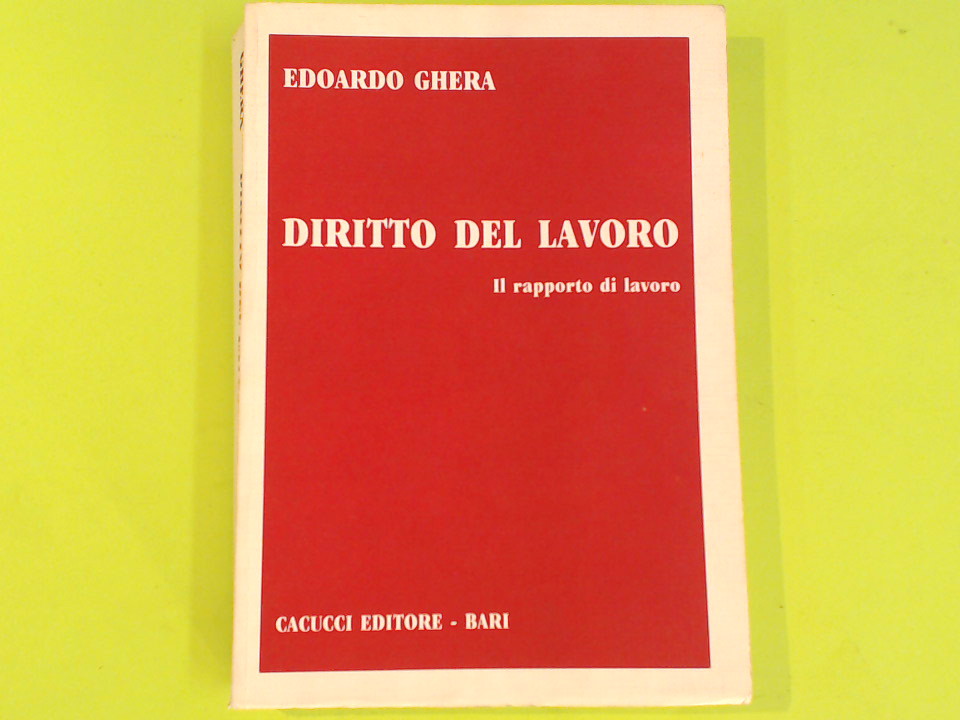 EDOARDO GHERA
DIRITTO DEL LAVORO
Il rapporto di lavoro
CACUCCI EDITORE - BARI